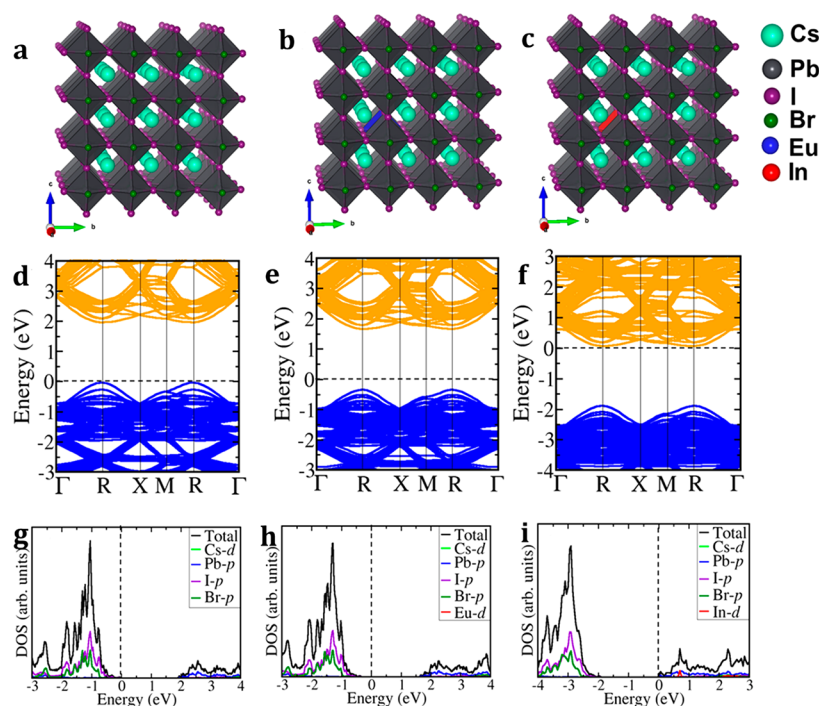 a
b
c
Cs
Pb
I
Br
Eu
In
c
b
c
b
c
b
d
e
f
Energy (eV)
4
3
2
1
0
-1
-2
-3
Γ R X M R Γ
Energy (eV)
4
3
2
1
0
-1
-2
-3
Γ R X M R Γ
Energy (eV)
3
2
1
0
-1
-2
-3
-4
Γ R X M R Γ
g
DOS (arb. units)
Total
Cs-d
Pb-p
I-p
Br-p
-3 -2 -1 0 1 2 3 4
Energy (eV)
h
DOS (arb. units)
Total
Cs-d
Pb-p
I-p
Br-p
Eu-d
-3 -2 -1 0 1 2 3 4
Energy (eV)
i
DOS (arb. units)
Total
Cs-d
Pb-p
I-p
Br-p
In-d
-4 -3 -2 -1 0 1 2 3
Energy (eV)